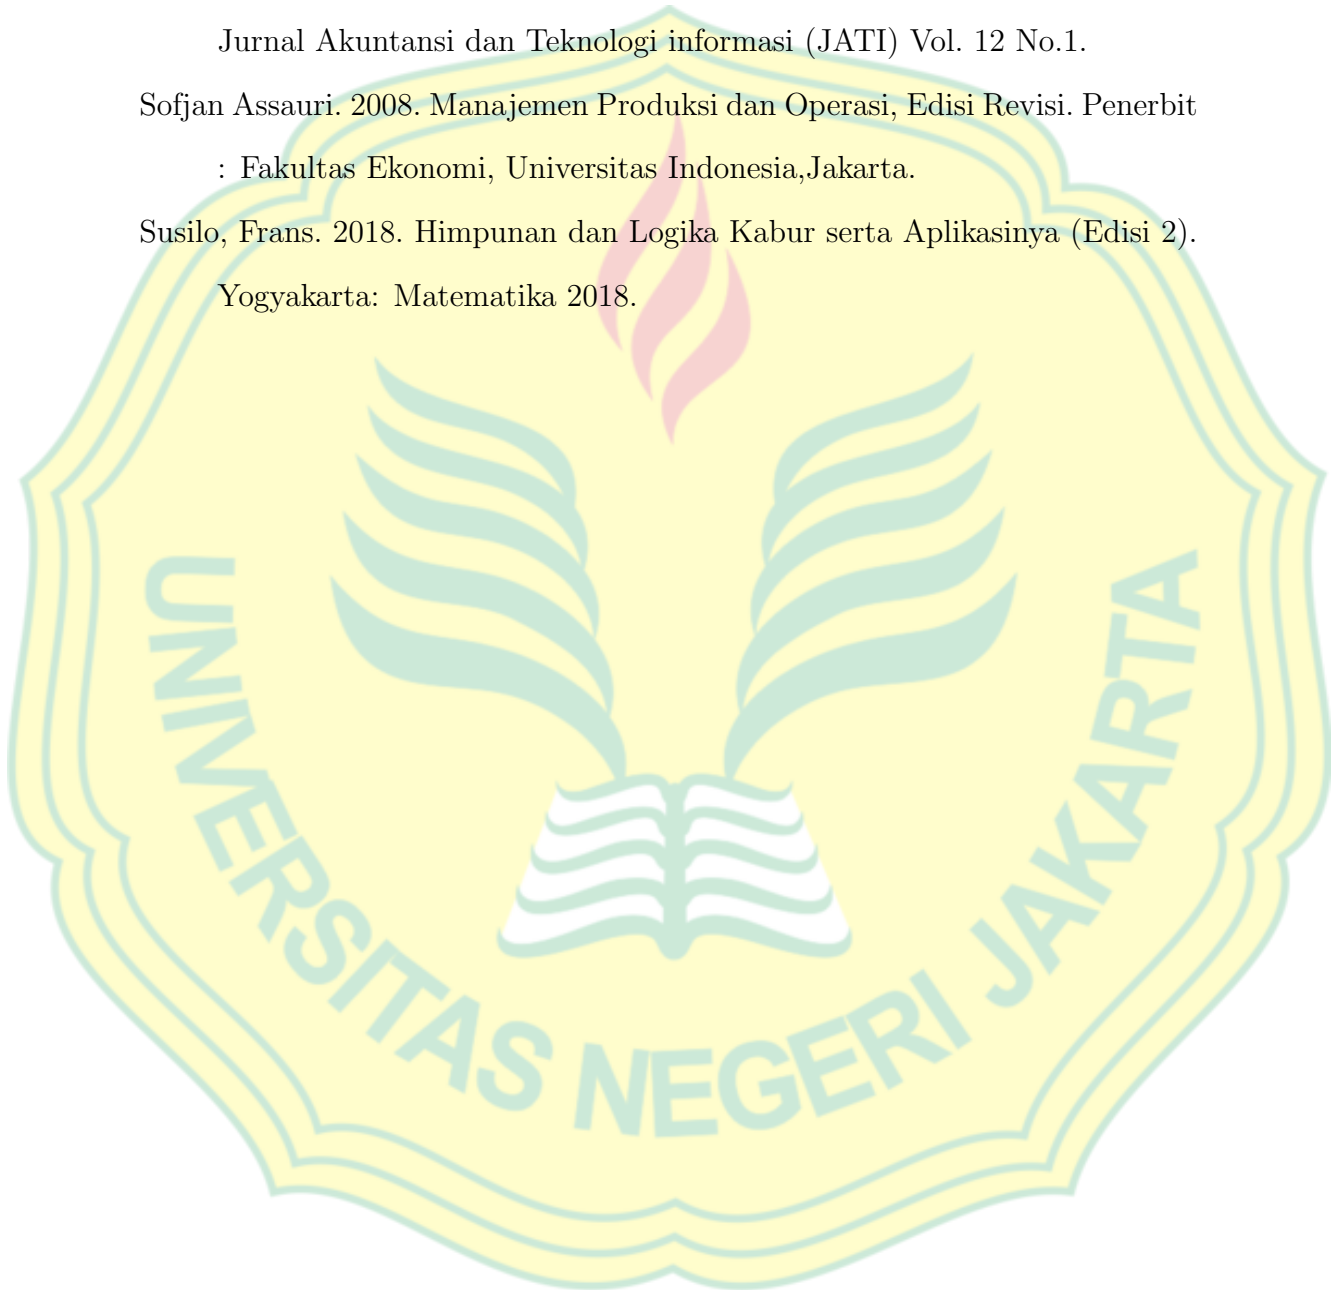 Jurnal Akuntansi dan Teknologi informasi (JATI) Vol. 12 No.1.
Sofjan Assauri. 2008. Manajemen Produksi dan Operasi, Edisi Revisi. Penerbit
: Fakultas Ekonomi, Universitas Indonesia,Jakarta.
Susilo, Frans. 2018. Himpunan dan Logika Kabur serta Aplikasinya (Edisi 2).
Yogyakarta: Matematika 2018.
UNIVERSITAS NEGERI JAKARTA